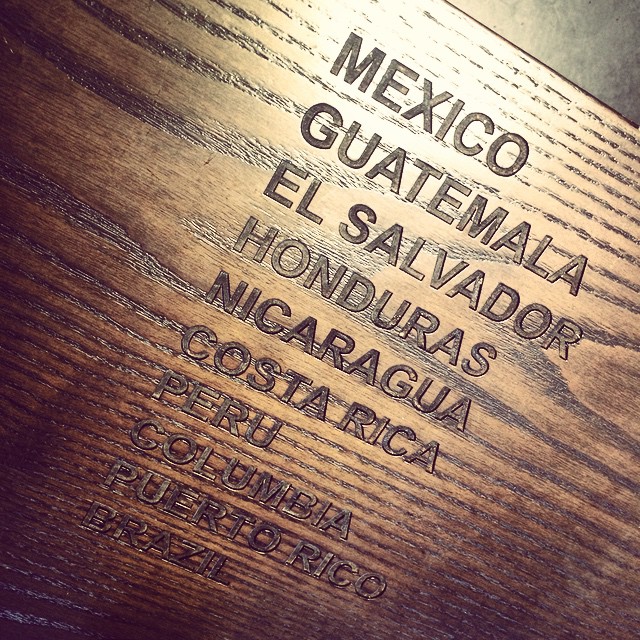 MEXICO
GUATEMALA
EL SALVADOR
HONDURAS
NICARAGUA
COSTA RICA
PERU
COLUMBIA
PUERTO RICO
BRAZIL